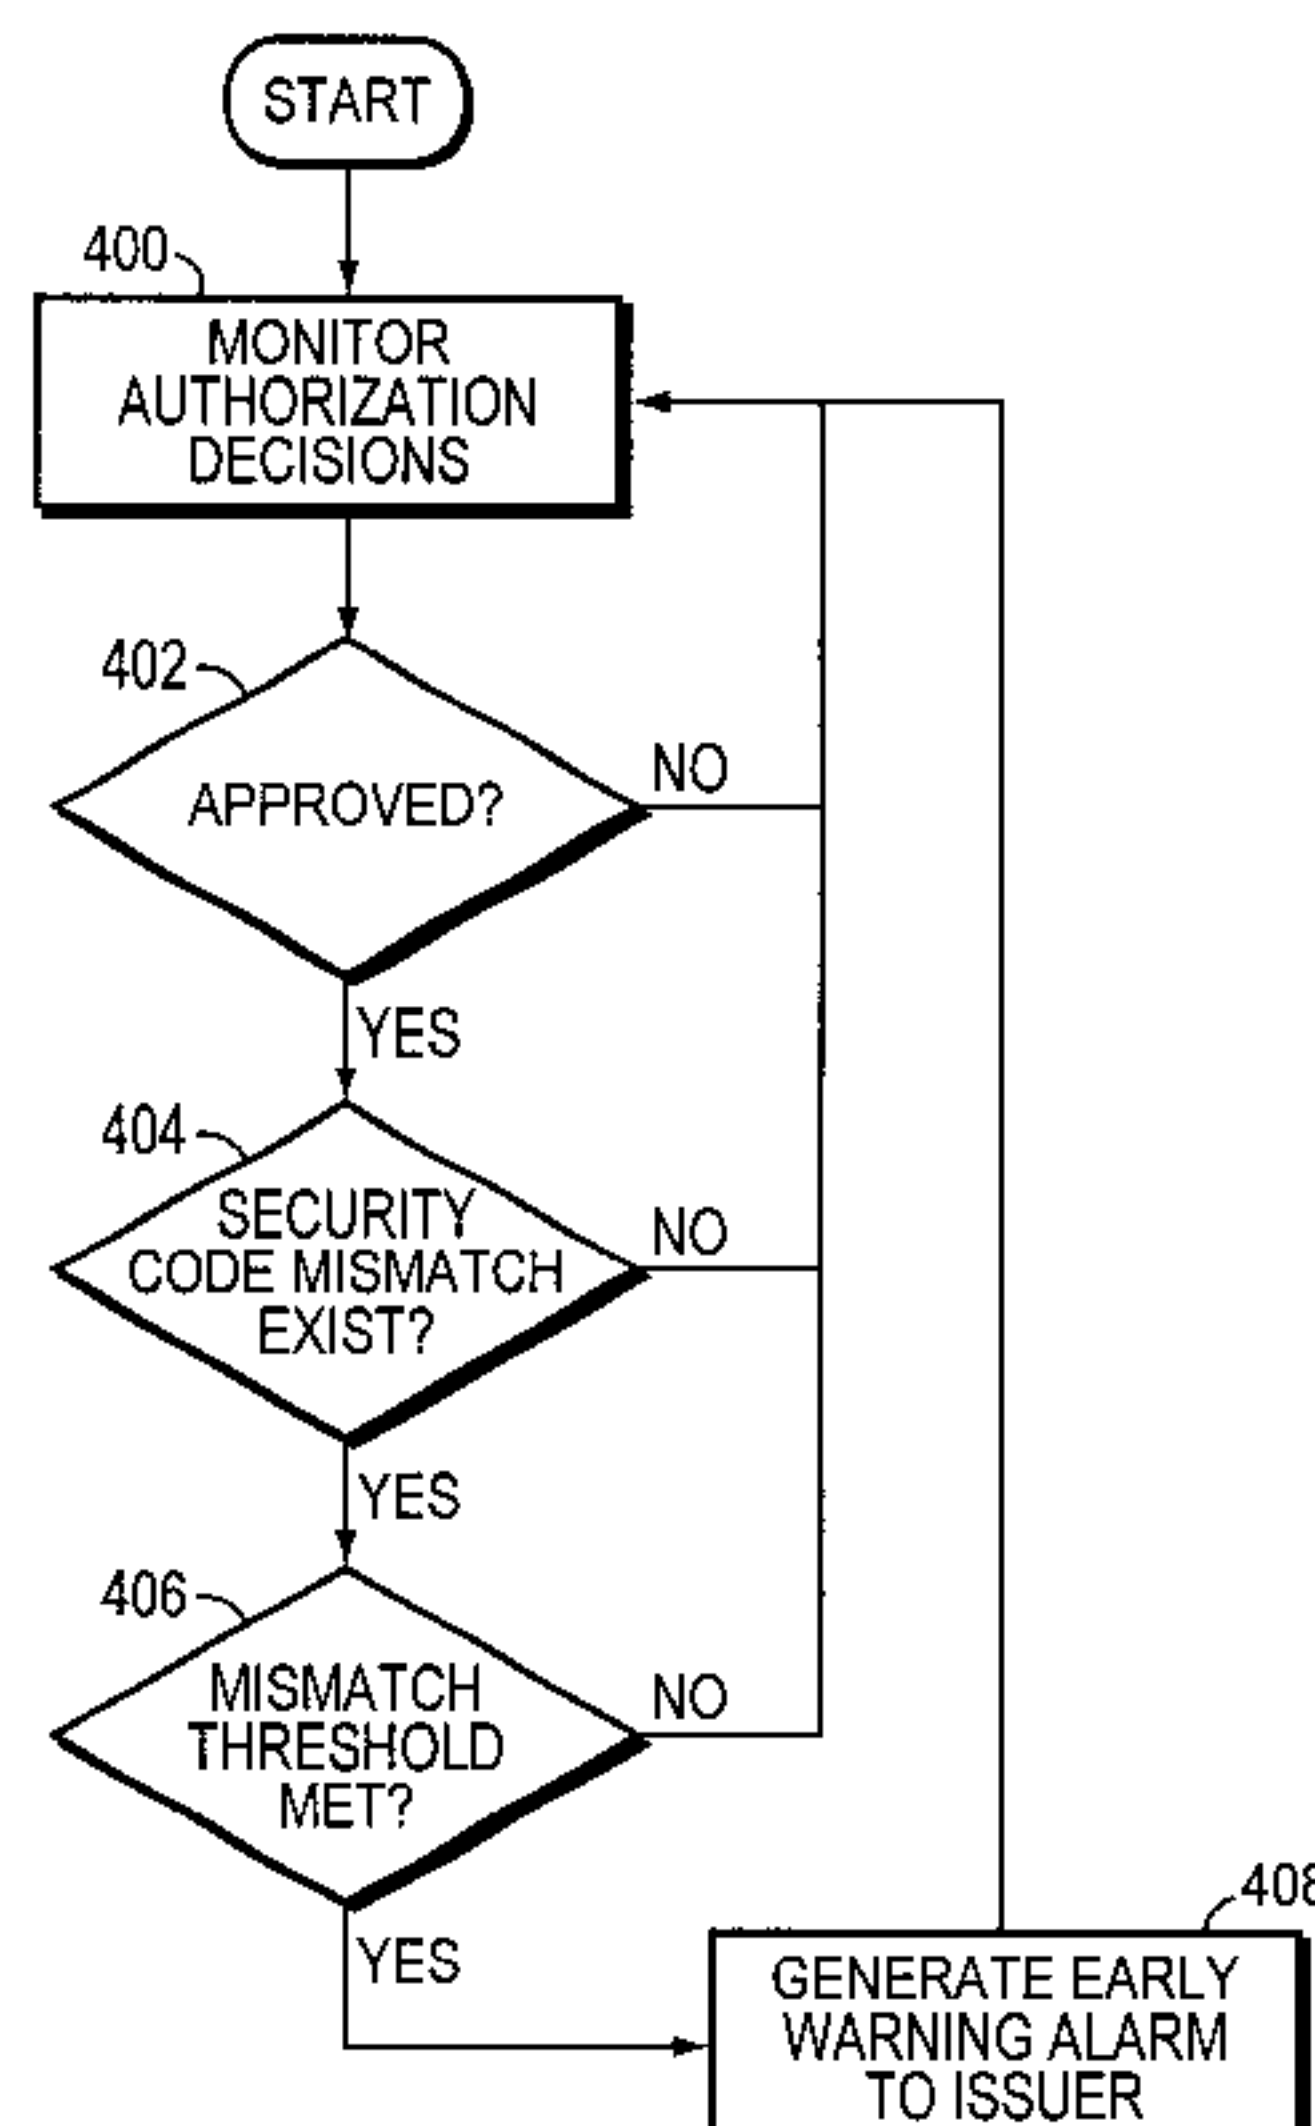 START
400
MONITOR
AUTHORIZATION
DECISIONS
402
APPROVED?
NO
YES
404
SECURITY
CODE MISMATCH
EXIST?
NO
YES
406
MISMATCH
THRESHOLD
MET?
NO
YES
408
GENERATE EARLY
WARNING ALARM
TO ISSUER